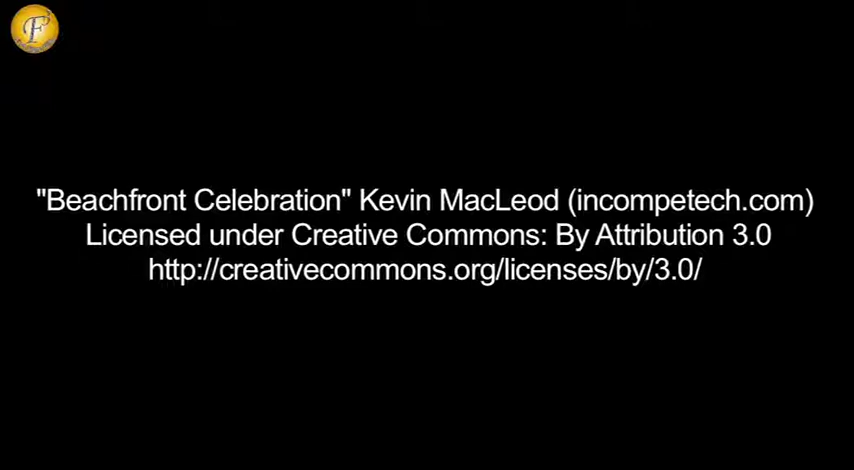 F
"Beachfront Celebration" Kevin MacLeod (incompetech.com)
Licensed under Creative Commons: By Attribution 3.0
http://creativecommons.org/licenses/by/3.0/